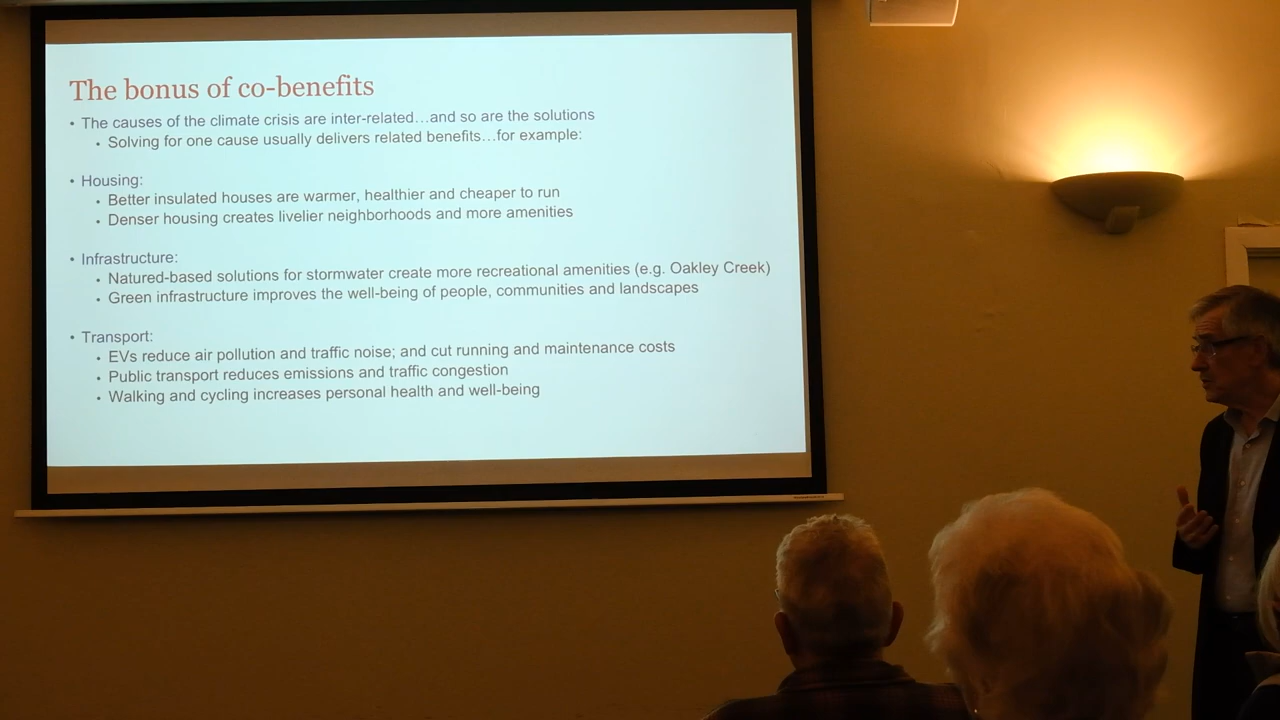 The bonus of co-benefits
• The causes of the climate crisis are inter-related…and so are the solutions
• Solving for one cause usually delivers related benefits…for example:
• Housing:
• Better insulated houses are warmer, healthier and cheaper to run
• Denser housing creates livelier neighborhoods and more amenities
• Infrastructure:
• Natured-based solutions for stormwater create more recreational amenities (e.g. Oakley Creek)
• Green infrastructure improves the well-being of people, communities and landscapes
• Transport:
• EVs reduce air pollution and traffic noise; and cut running and maintenance costs
• Public transport reduces emissions and traffic congestion
• Walking and cycling increases personal health and well-being